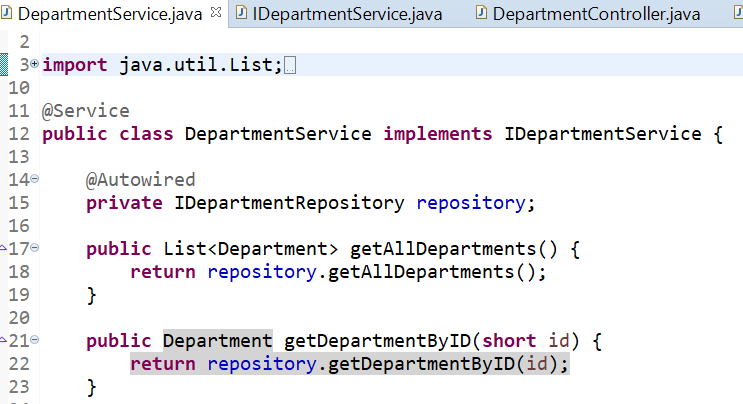 DepartmentService.java IDepartmentService.java DepartmentController.java
2
3 import java.util.List;
10
11 @Service
12 public class DepartmentService implements IDepartmentService {
13
14 @Autowired
15 private IDepartmentRepository repository;
16
17 public List<Department> getAllDepartments() {
18 return repository.getAllDepartments();
19 }
20
21 public Department getDepartmentByID(short id) {
22 return repository.getDepartmentByID(id);
23 }